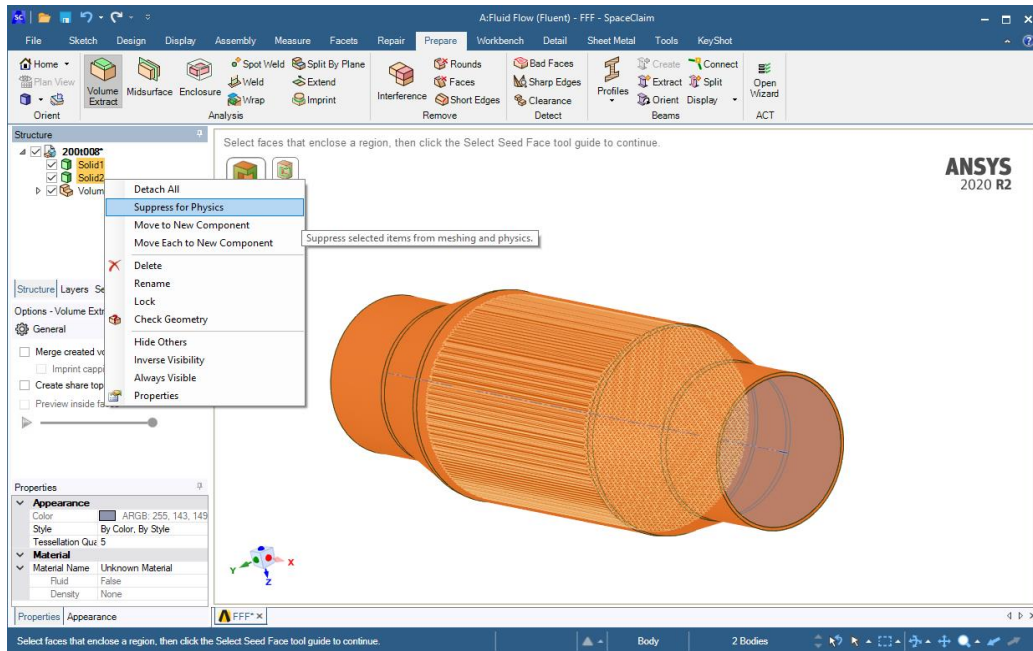 A:Fluid Flow (Fluent) - FFF - SpaceClaim
File Sketch Design Display Assembly Measure Facets Repair Prepare Workbench Detail Sheet Metal Tools KeyShot
Home Spot Weld Split By Plane Rounds Bad Faces Create Connect
Plan View Weld Extend Faces Sharp Edges Extract Split
Wrap Imprint Short Edges Clearance Orient Display
Volume Extract
Midsurface
Enclosure
Interference
Profiles
Open Wizard
Orient Analysis Remove Detect Beams ACT
Structure
200t008*
Solid1
Solid2
Volum
Select faces that enclose a region, then click the Select Seed Face tool guide to continue.
ANSYS
2020 R2
Detach All
Suppress for Physics
Move to New Component
Move Each to New Component
Delete
Rename
Lock
Check Geometry
Hide Others
Inverse Visibility
Always Visible
Properties
Suppress selected items from meshing and physics.
Structure Layers Se
Options - Volume Extr
General
Merge created vo
Imprint cappi
Create share top
Preview inside fa
Properties
Appearance
Color ARGB: 255, 143, 149
Style By Color, By Style
Tessellation Qua 5
Material
Material Name Unknown Material
Fluid False
Density None
Properties Appearance
Y X Z
FFF*
Select faces that enclose a region, then click the Select Seed Face tool guide to continue. Body 2 Bodies